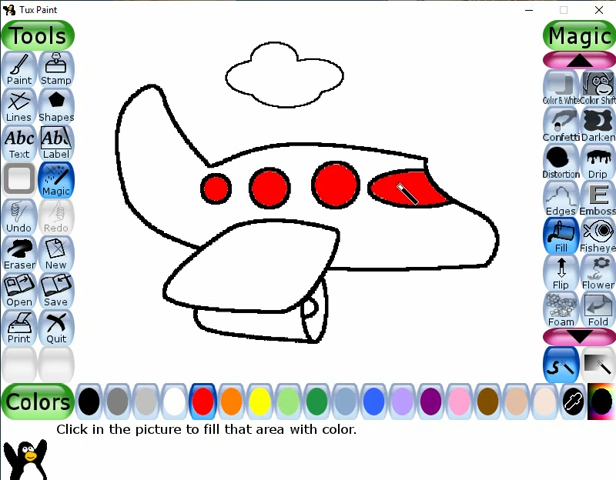 Tux Paint
Tools
Magic
Paint
Stamp
Color & White
Color Shift
Lines
Shapes
Confetti
Darken
Abc
Abc
Text
Label
Distortion
Drip
Magic
Edges
Emboss
Undo
Redo
Fill
Fisheye
Eraser
New
Flip
Flower
Open
Save
Foam
Fold
Print
Quit
Colors
Click in the picture to fill that area with color.